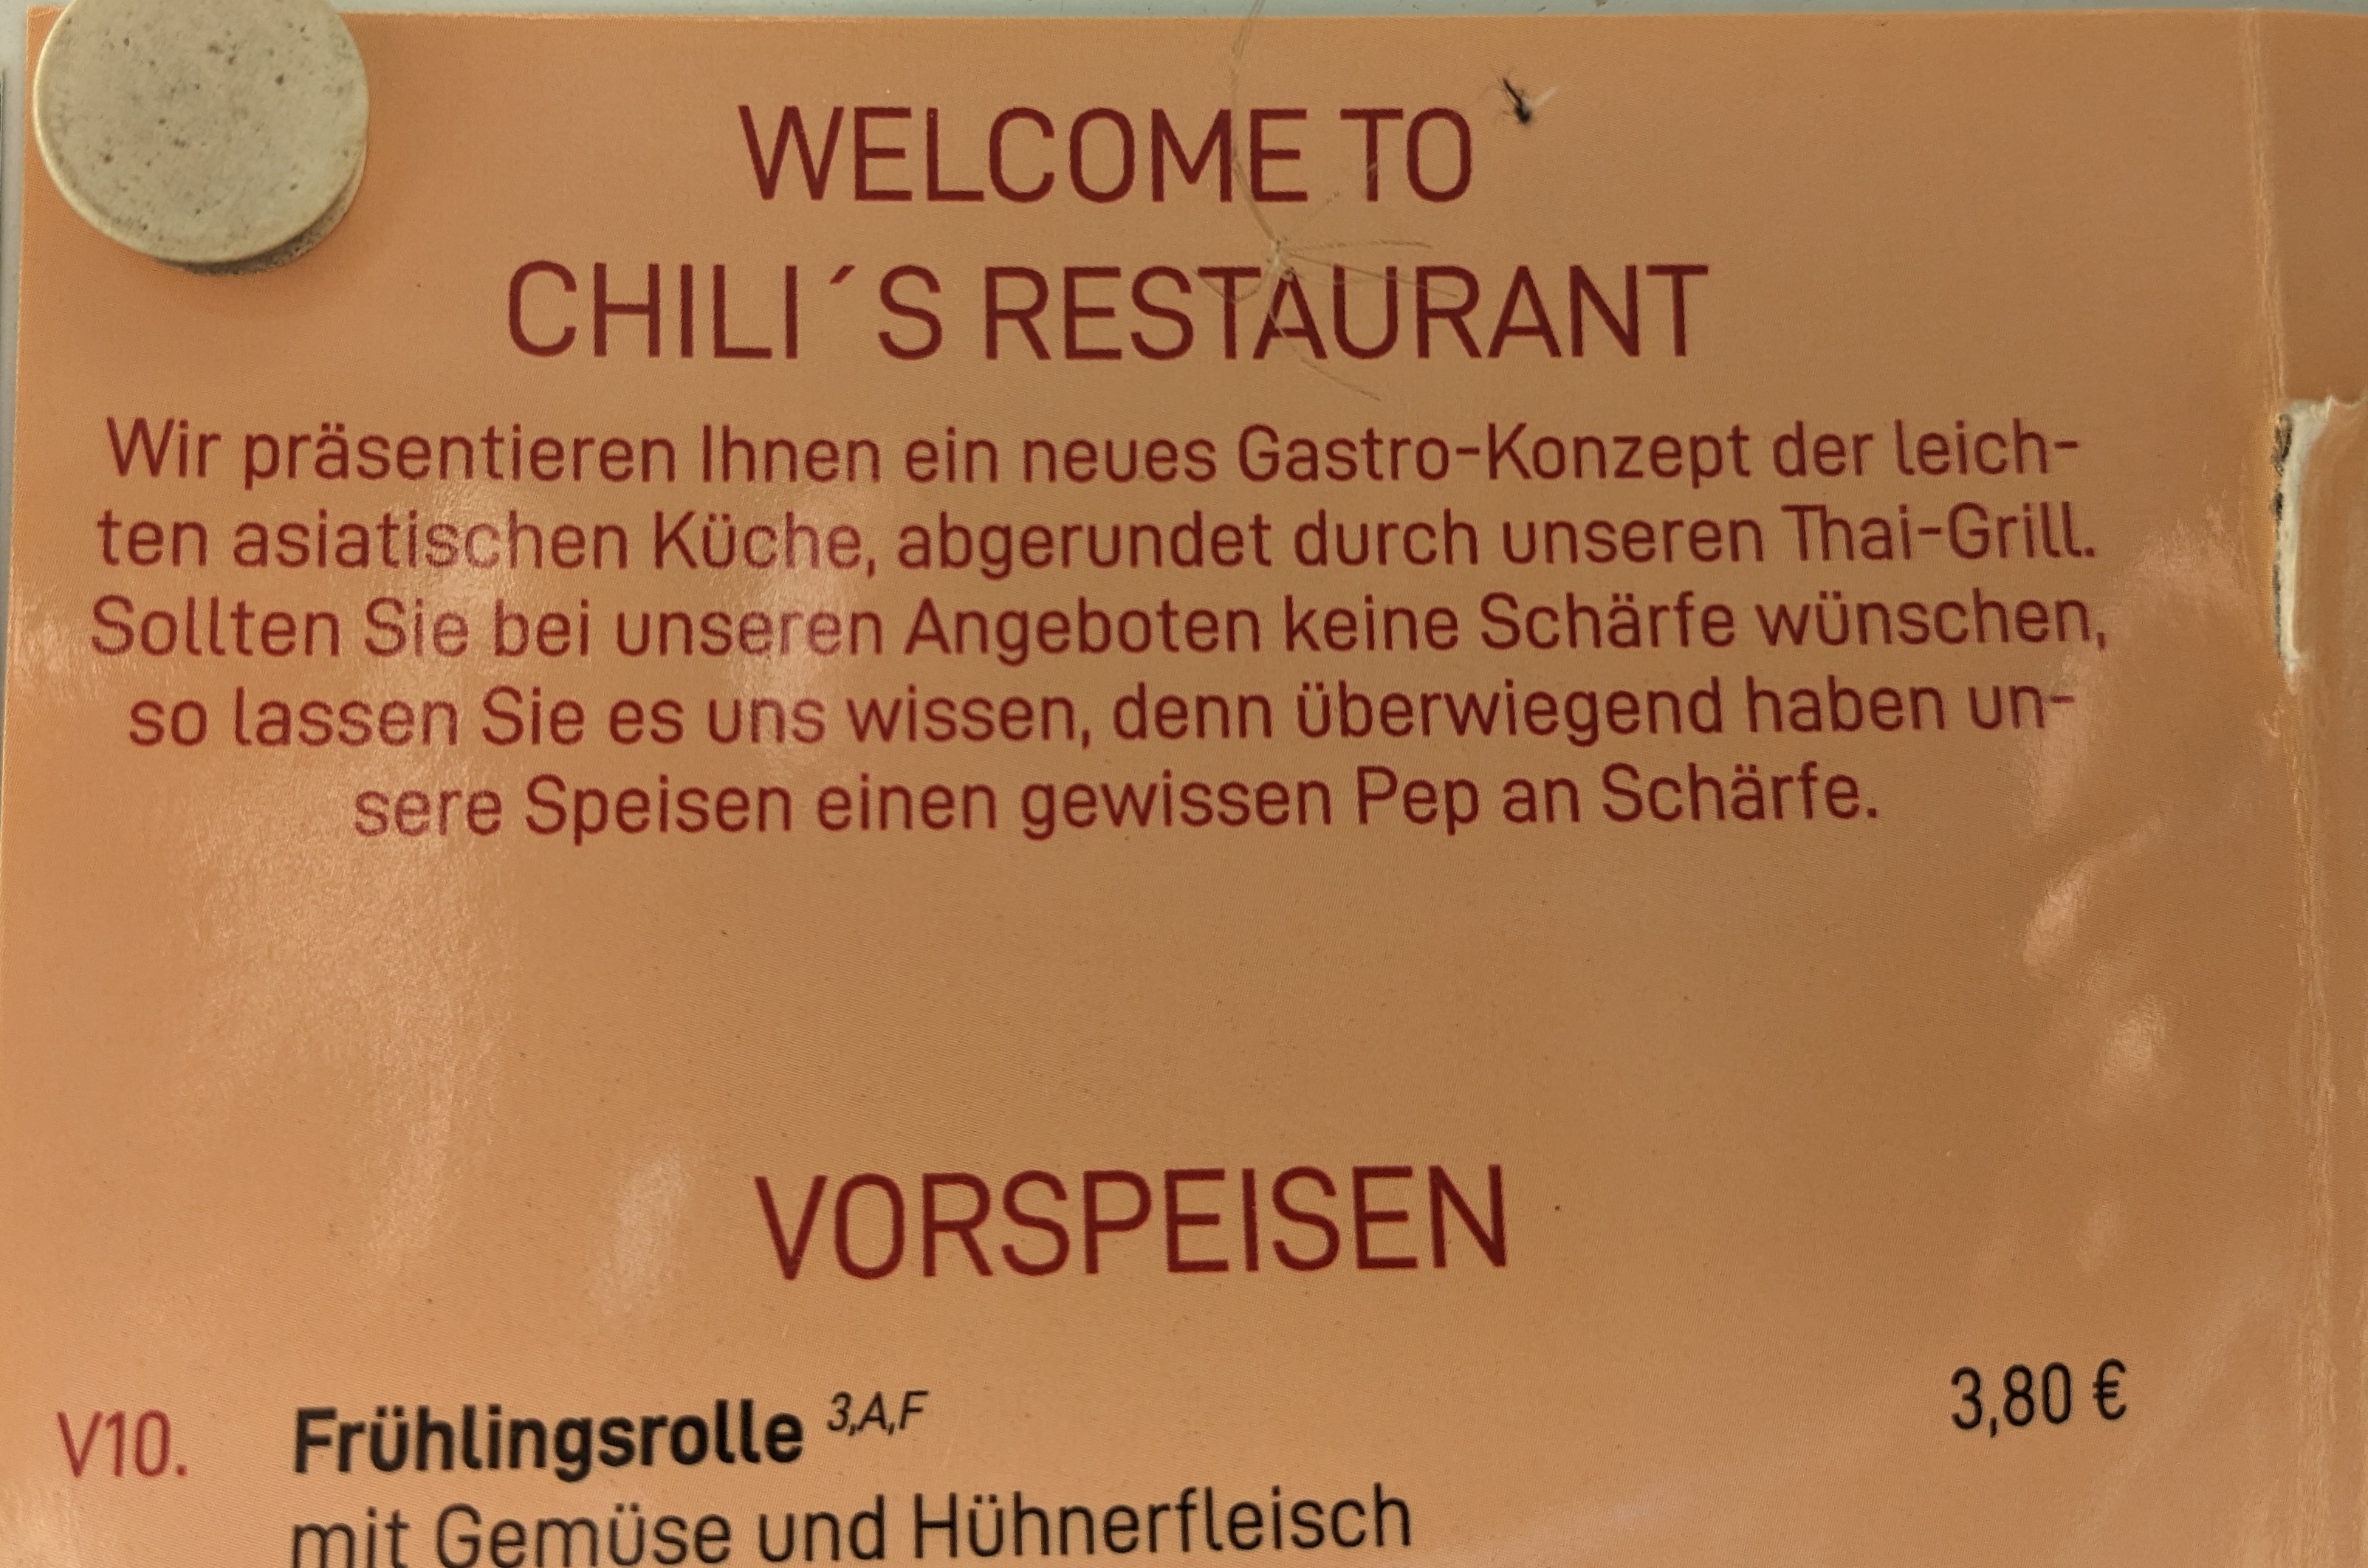 WELCOME TO
CHILI´S RESTAURANT
Wir präsentieren Ihnen ein neues Gastro-Konzept der leich-
ten asiatischen Küche, abgerundet durch unseren Thai-Grill.
Sollten Sie bei unseren Angeboten keine Schärfe wünschen,
so lassen Sie es uns wissen, denn überwiegend haben un-
sere Speisen einen gewissen Pep an Schärfe.
VORSPEISEN
V10. Frühlingsrolle 3,A,F 3,80 €
mit Gemüse und Hühnerfleisch